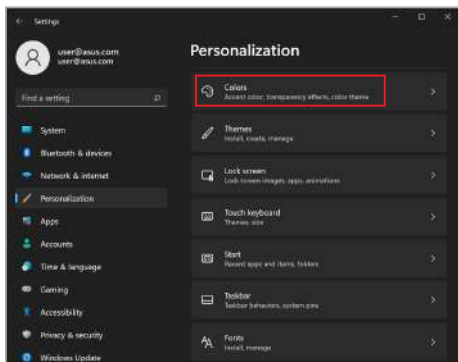 Settings
user@asus.com
user@asus.com
Find a setting
System
Bluetooth & devices
Network & internet
Personalization
Apps
Accounts
Time & language
Gaming
Accessibility
Privacy & security
Windows Update
Personalization
Colors
Accent color, transparency effects, color theme
Themes
Install, create, manage
Lock screen
Lock screen images, apps, animations
Touch keyboard
Themes, size
Start
Recent apps and items, folders
Taskbar
Taskbar behaviors, system pins
Fonts
Install, manage